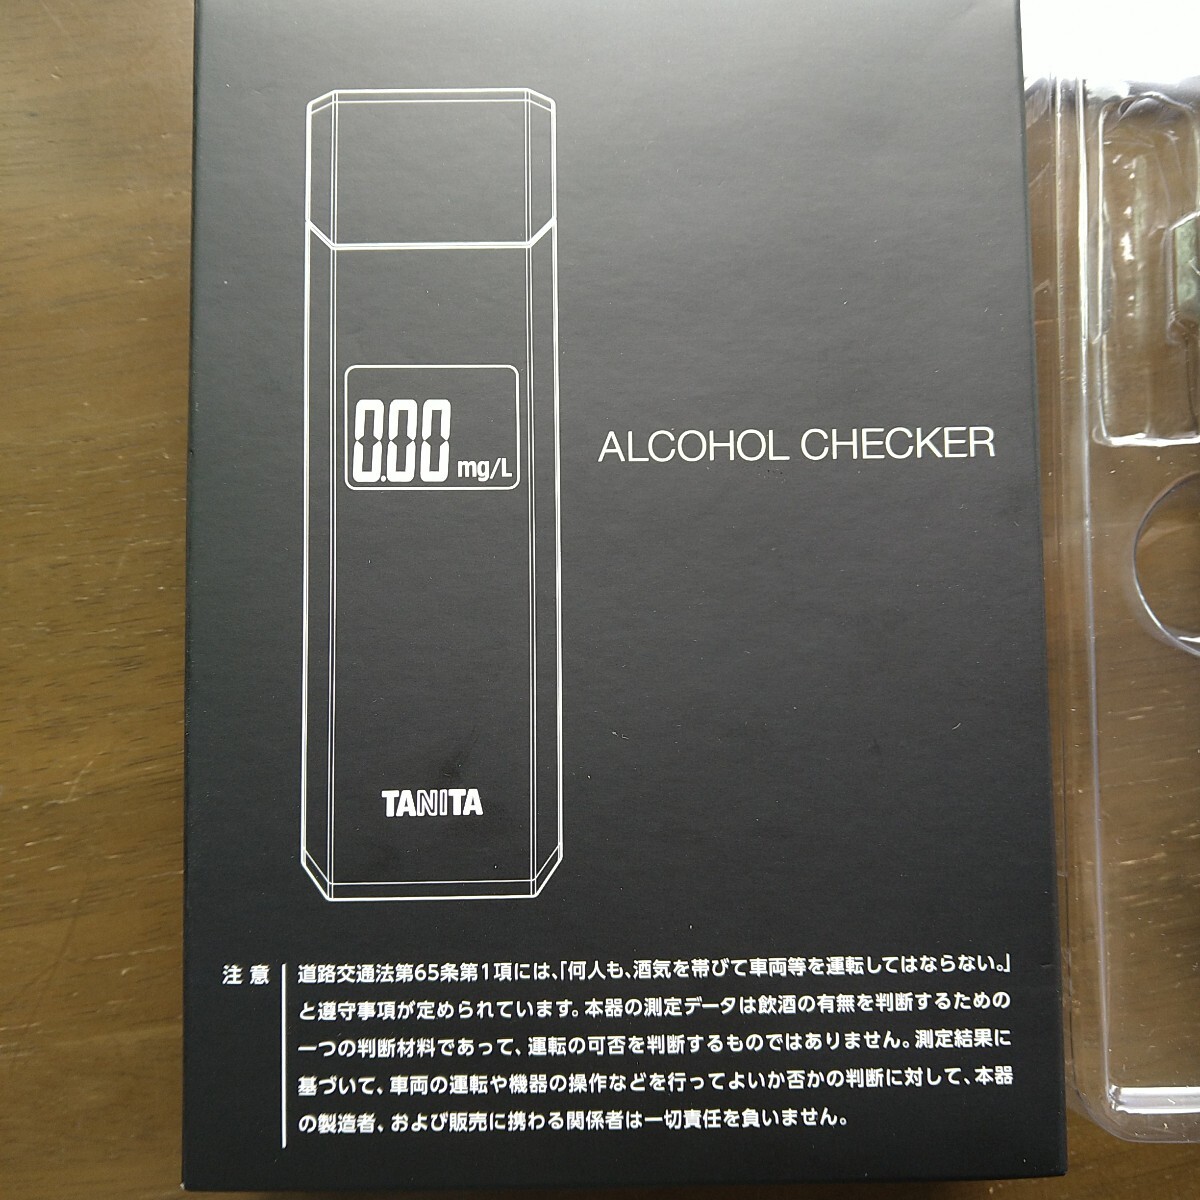 0.00 mg/L
ALCOHOL CHECKER
TANITA
注意
道路交通法第65条第1項には、「何人も、酒気を帯びて車両等を運転してはならない。」
と遵守事項が定められています。本器の測定データは飲酒の有無を判断するための
一つの判断材料であって、運転の可否を判断するものではありません。測定結果に
基づいて、車両の運転や機器の操作などを行ってよいか否かの判断に対して、本器
の製造者、および販売に携わる関係者は一切責任を負いません。